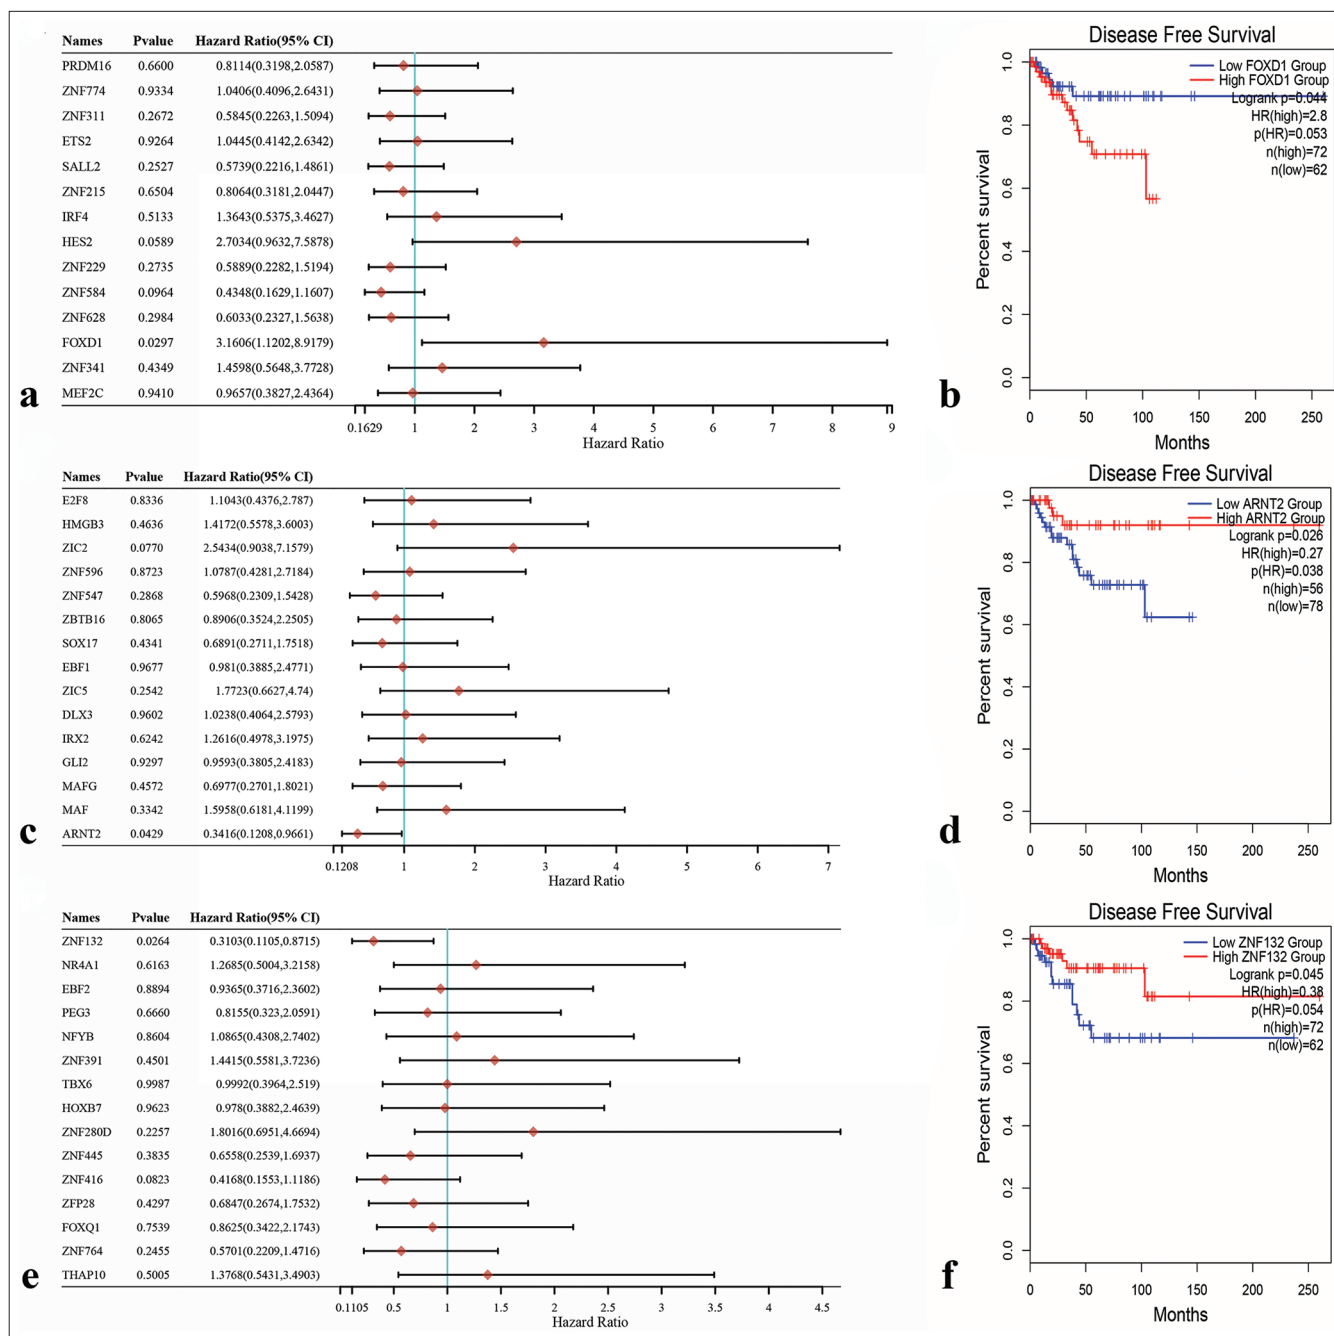 Names Pvalue Hazard Ratio(95% CI)
PRDM16 0.6600 0.8114(0.3198,2.0587)
ZNF774 0.9334 1.0406(0.4096,2.6431)
ZNF311 0.2672 0.5845(0.2263,1.5094)
ETS2 0.9264 1.0445(0.4142,2.6342)
SALL2 0.2527 0.5739(0.2216,1.4861)
ZNF215 0.6504 0.8064(0.3181,2.0447)
IRF4 0.5133 1.3643(0.5375,3.4627)
HES2 0.0589 2.7034(0.9632,7.5878)
ZNF229 0.2735 0.5889(0.2282,1.5194)
ZNF584 0.0964 0.4348(0.1629,1.1607)
ZNF628 0.2984 0.6033(0.2327,1.5638)
FOXD1 0.0297 3.1606(1.1202,8.9179)
ZNF341 0.4349 1.4598(0.5648,3.7728)
MEF2C 0.9410 0.9657(0.3827,2.4364)
0.1629 1 2 3 4 5 6 7 8 9
Hazard Ratio
a
Disease Free Survival
Low FOXD1 Group
High FOXD1 Group
Logrank p=0.044
HR(high)=2.8
p(HR)=0.053
n(high)=72
n(low)=62
Percent survival
1.0
0.8
0.6
0.4
0.2
0.0
0 50 100 150 200 250
Months
b
Names Pvalue Hazard Ratio(95% CI)
E2F8 0.8336 1.1043(0.4376,2.787)
HMGB3 0.4636 1.4172(0.5578,3.6003)
ZIC2 0.0770 2.5434(0.9038,7.1579)
ZNF596 0.8723 1.0787(0.4281,2.7184)
ZNF547 0.2868 0.5968(0.2309,1.5428)
ZBTB16 0.8065 0.8906(0.3524,2.2505)
SOX17 0.4341 0.6891(0.2711,1.7518)
EBF1 0.9677 0.981(0.3885,2.4771)
ZIC5 0.2542 1.7723(0.6627,4.74)
DLX3 0.9602 1.0238(0.4064,2.5793)
IRX2 0.6242 1.2616(0.4978,3.1975)
GLI2 0.9297 0.9593(0.3805,2.4183)
MAFG 0.4572 0.6977(0.2701,1.8021)
MAF 0.3342 1.5958(0.6181,4.1199)
ARNT2 0.0429 0.3416(0.1208,0.9661)
0.1208 1 2 3 4 5 6 7
Hazard Ratio
c
Disease Free Survival
Low ARNT2 Group
High ARNT2 Group
Logrank p=0.026
HR(high)=0.27
p(HR)=0.038
n(high)=56
n(low)=78
Percent survival
1.0
0.8
0.6
0.4
0.2
0.0
0 50 100 150 200 250
Months
d
Names Pvalue Hazard Ratio(95% CI)
ZNF132 0.0264 0.3103(0.1105,0.8715)
NR4A1 0.6163 1.2685(0.5004,3.2158)
EBF2 0.8894 0.9365(0.3716,2.3602)
PEG3 0.6660 0.8155(0.323,2.0591)
NFYB 0.8604 1.0865(0.4308,2.7402)
ZNF391 0.4501 1.4415(0.5581,3.7236)
TBX6 0.9987 0.9992(0.3964,2.519)
HOXB7 0.9623 0.978(0.3882,2.4639)
ZNF280D 0.2257 1.8016(0.6951,4.6694)
ZNF445 0.3835 0.6558(0.2539,1.6937)
ZNF416 0.0823 0.4168(0.1553,1.1186)
ZFP28 0.4297 0.6847(0.2674,1.7532)
FOXQ1 0.7539 0.8625(0.3422,2.1743)
ZNF764 0.2455 0.5701(0.2209,1.4716)
THAP10 0.5005 1.3768(0.5431,3.4903)
0.1105 0.5 1 1.5 2 2.5 3 3.5 4 4.5
Hazard Ratio
e
Disease Free Survival
Low ZNF132 Group
High ZNF132 Group
Logrank p=0.045
HR(high)=0.38
p(HR)=0.054
n(high)=72
n(low)=62
Percent survival
1.0
0.8
0.6
0.4
0.2
0.0
0 50 100 150 200 250
Months
f